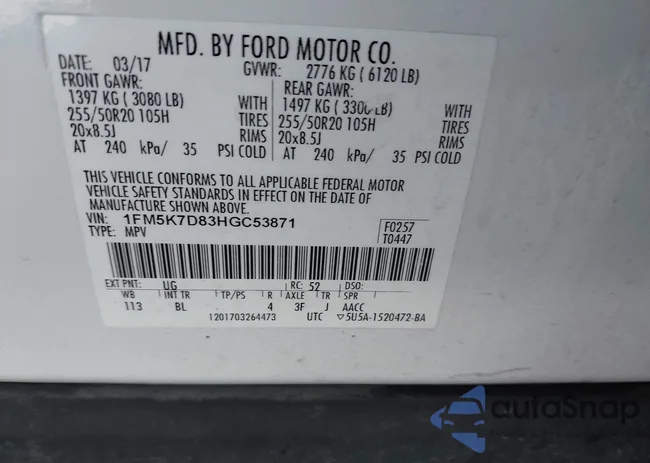 MFD. BY FORD MOTOR CO.
DATE: 03/17 GVWR: 2776 KG ( 6120 LB)
FRONT GAWR: REAR GAWR:
1397 KG ( 3080 LB) WITH 1497 KG ( 3300 LB) WITH
255/50R20 105H TIRES 255/50R20 105H TIRES
20x8.5J RIMS 20x8.5J RIMS
AT 240 kPa/ 35 PSI COLD AT 240 kPa/ 35 PSI COLD
THIS VEHICLE CONFORMS TO ALL APPLICABLE FEDERAL MOTOR
VEHICLE SAFETY STANDARDS IN EFFECT ON THE DATE OF
MANUFACTURE SHOWN ABOVE.
VIN: 1FM5K7D83HGC53871 F0257
TYPE: MPV T0447
EXT PNT: UG RC: 52 DSO:
WB INT TR TP/PS R AXLE TR SPR
113 BL 4 3F J AACC
1201703264473 UTC ▽5U5A-1520472-BA
autoSnap